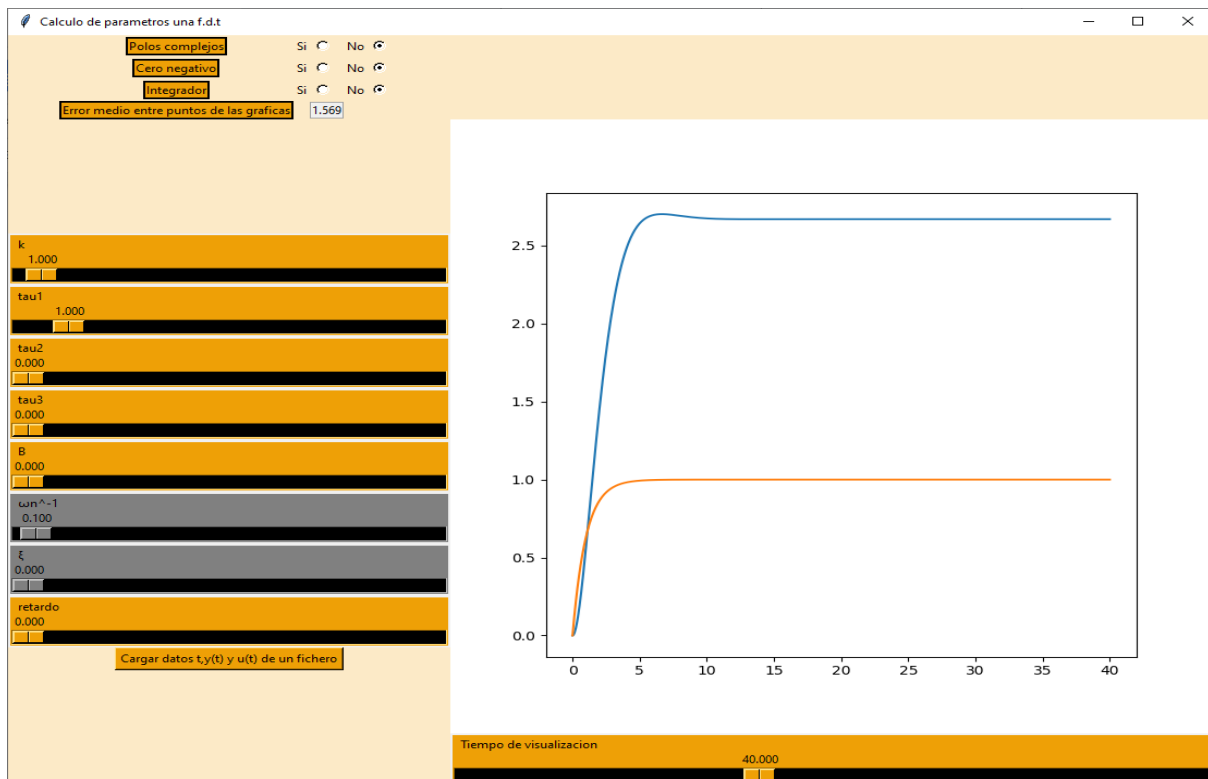 Calculo de parametros una f.d.t
Polos complejos Si No
Cero negativo Si No
Integrador Si No
Error medio entre puntos de las graficas 1.569
k
1.000
tau1
1.000
tau2
0.000
tau3
0.000
B
0.000
ωn^-1
0.100
ξ
0.000
retardo
0.000
Cargar datos t,y(t) y u(t) de un fichero
2.5
2.0
1.5
1.0
0.5
0.0
0 5 10 15 20 25 30 35 40
Tiempo de visualizacion
40.000